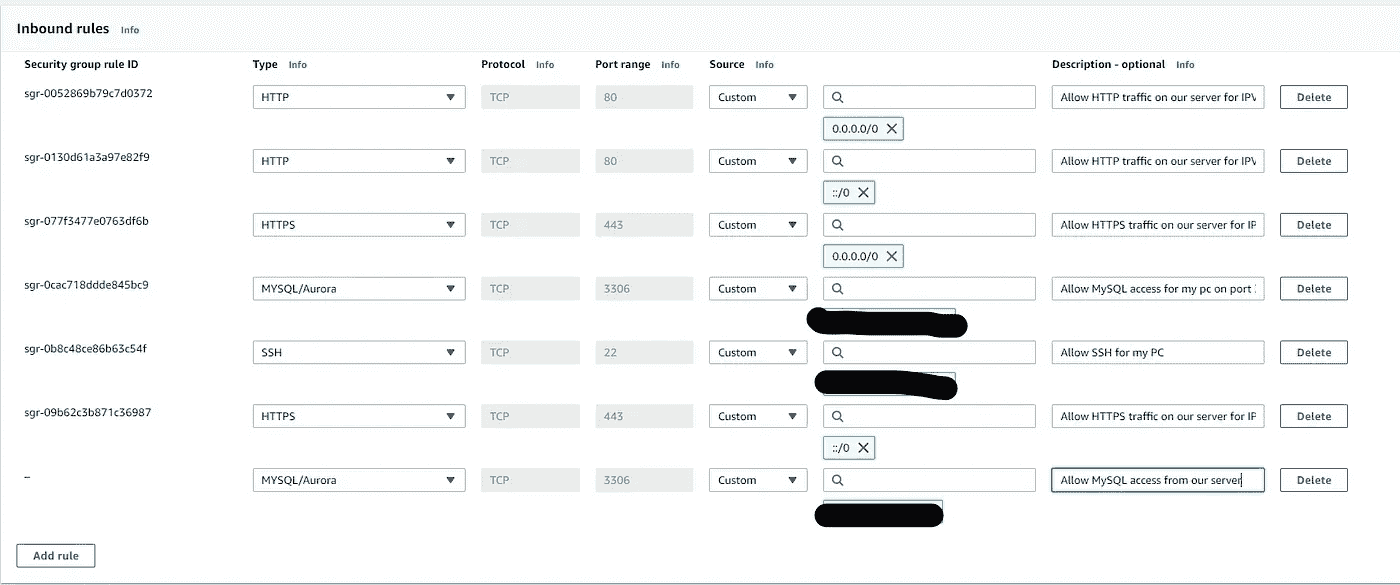 Inbound rules Info
Security group rule ID Type Info Protocol Info Port range Info Source Info Description - optional Info
sgr-0052869b79c7d0372 HTTP TCP 80 Custom Allow HTTP traffic on our server for IPV Delete
0.0.0.0/0
sgr-0130d61a3a97e82f9 HTTP TCP 80 Custom Allow HTTP traffic on our server for IPV Delete
::/0
sgr-077f3477e0763df6b HTTPS TCP 443 Custom Allow HTTPS traffic on our server for IP Delete
0.0.0.0/0
sgr-0cac718ddde845bc9 MYSQL/Aurora TCP 3306 Custom Allow MySQL access for my pc on port Delete
sgr-0b8c48ce86b63c54f SSH TCP 22 Custom Allow SSH for my PC Delete
sgr-09b62c3b871c36987 HTTPS TCP 443 Custom Allow HTTPS traffic on our server for IP Delete
::/0
– MYSQL/Aurora TCP 3306 Custom Allow MySQL access from our server Delete
Add rule